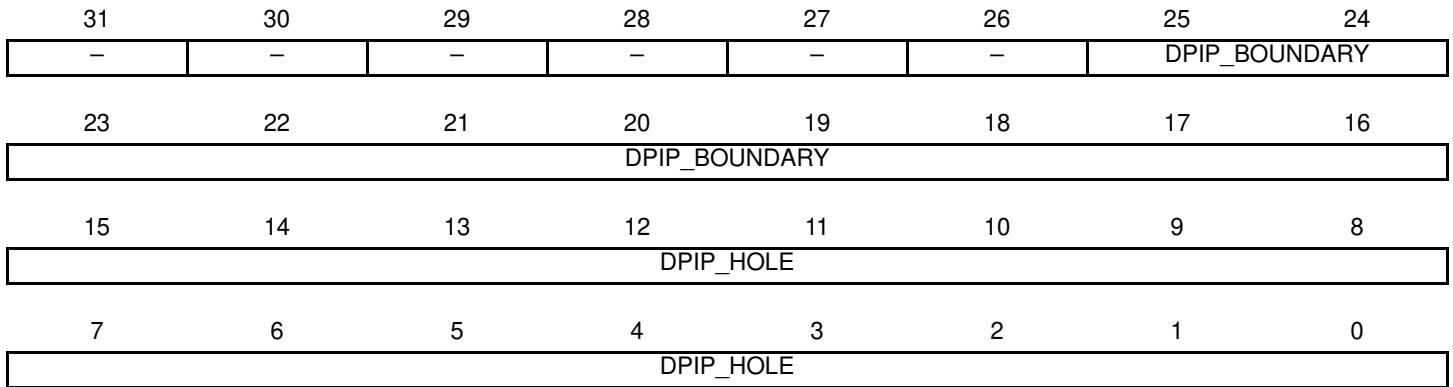 31 30 29 28 27 26 25 24
– – – – – – DPIP_BOUNDARY
23 22 21 20 19 18 17 16
DPIP_BOUNDARY
15 14 13 12 11 10 9 8
DPIP_HOLE
7 6 5 4 3 2 1 0
DPIP_HOLE